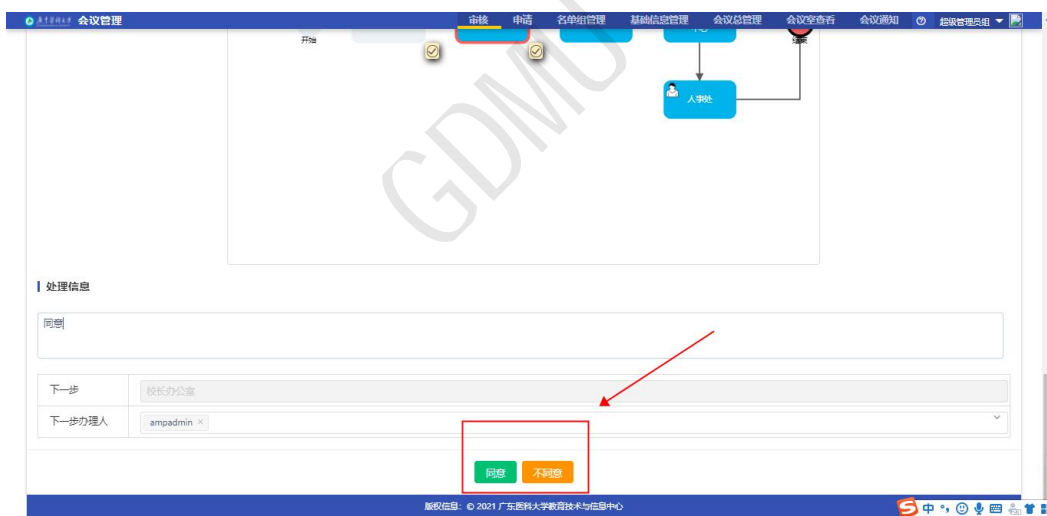 会议管理 审核 申请 名单组管理 基础信息管理 会议总管理 会议室查看 会议通知 超级管理员组
开始
结束
人事处
GDMU
处理信息
同意
下一步 校长办公室
下一步办理人 ampadmin ×
同意 不同意
版权信息：© 2021 广东医科大学教育技术与信息中心
中